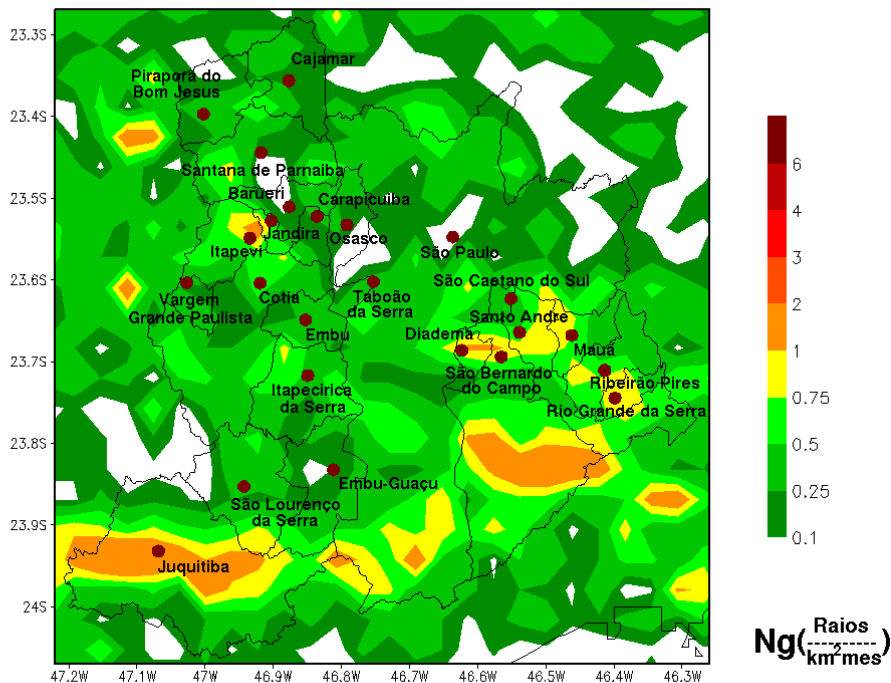 23.3S
23.4S
23.5S
23.6S
23.7S
23.8S
23.9S
24S
Cajamar
Pirapora do
Bom Jesus
Santana de Parnaiba
Barueri
Carapicuiba
Jandira
Osasco
Itapevi
São Paulo
São Caetano do Sul
Vargem
Grande Paulista
Cotia
Taboão
da Serra
Santo Andre
Embu
Diadema
Mauá
São Bernardo
do Campo
Ribeirão Pires
Itapecirica
da Serra
Rio Grande da Serra
Embu-Guaçu
São Lourenço
da Serra
Juquitiba
47.2W 47.1W 47W 46.9W 46.8W 46.7W 46.6W 46.5W 46.4W 46.3W
6
4
3
2
1
0.75
0.5
0.25
0.1
Ng(Raios
km²mes)